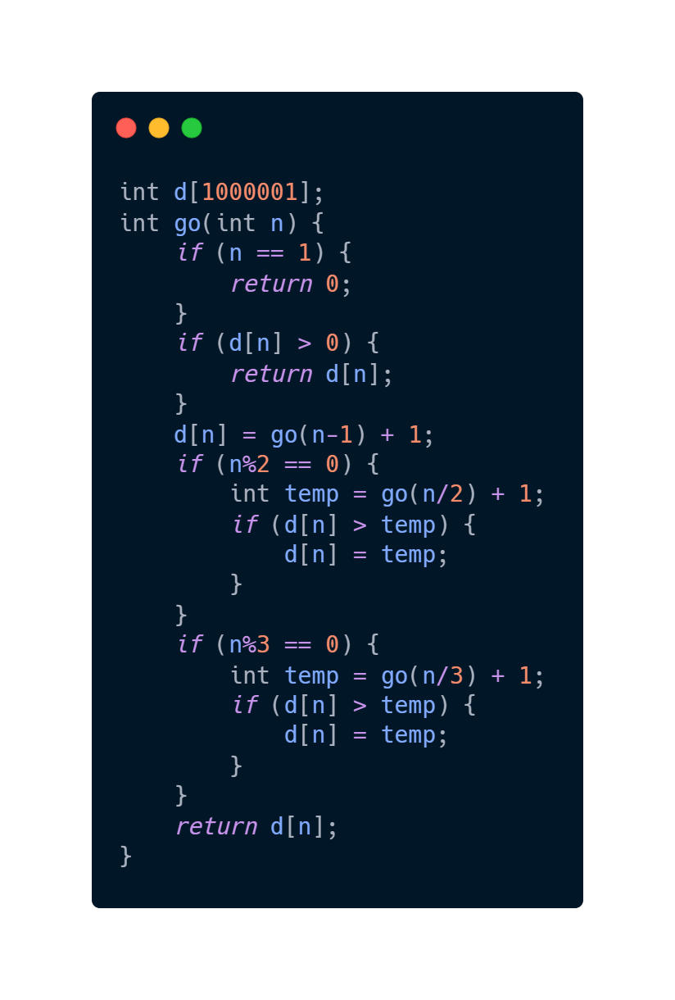 int d[1000001];
int go(int n) {
    if (n == 1) {
        return 0;
    }
    if (d[n] > 0) {
        return d[n];
    }
    d[n] = go(n-1) + 1;
    if (n%2 == 0) {
        int temp = go(n/2) + 1;
        if (d[n] > temp) {
            d[n] = temp;
        }
    }
    if (n%3 == 0) {
        int temp = go(n/3) + 1;
        if (d[n] > temp) {
            d[n] = temp;
        }
    }
    return d[n];
}